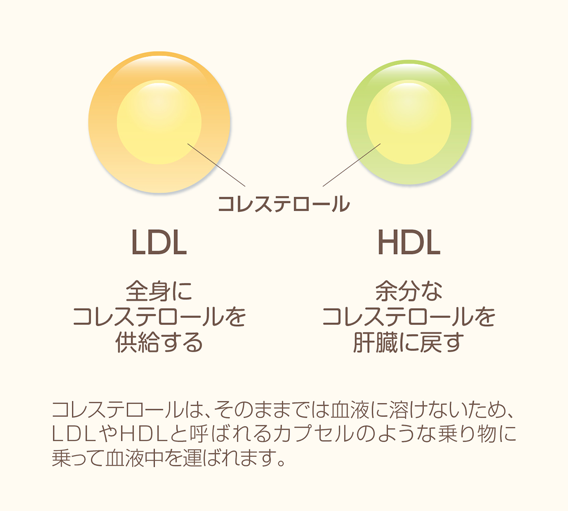 コレステロール
LDL
全身に
コレステロールを
供給する
HDL
余分な
コレステロールを
肝臓に戻す
コレステロールは、そのままでは血液に溶けないため、
LDLやHDLと呼ばれるカプセルのような乗り物に
乗って血液中を運ばれます。